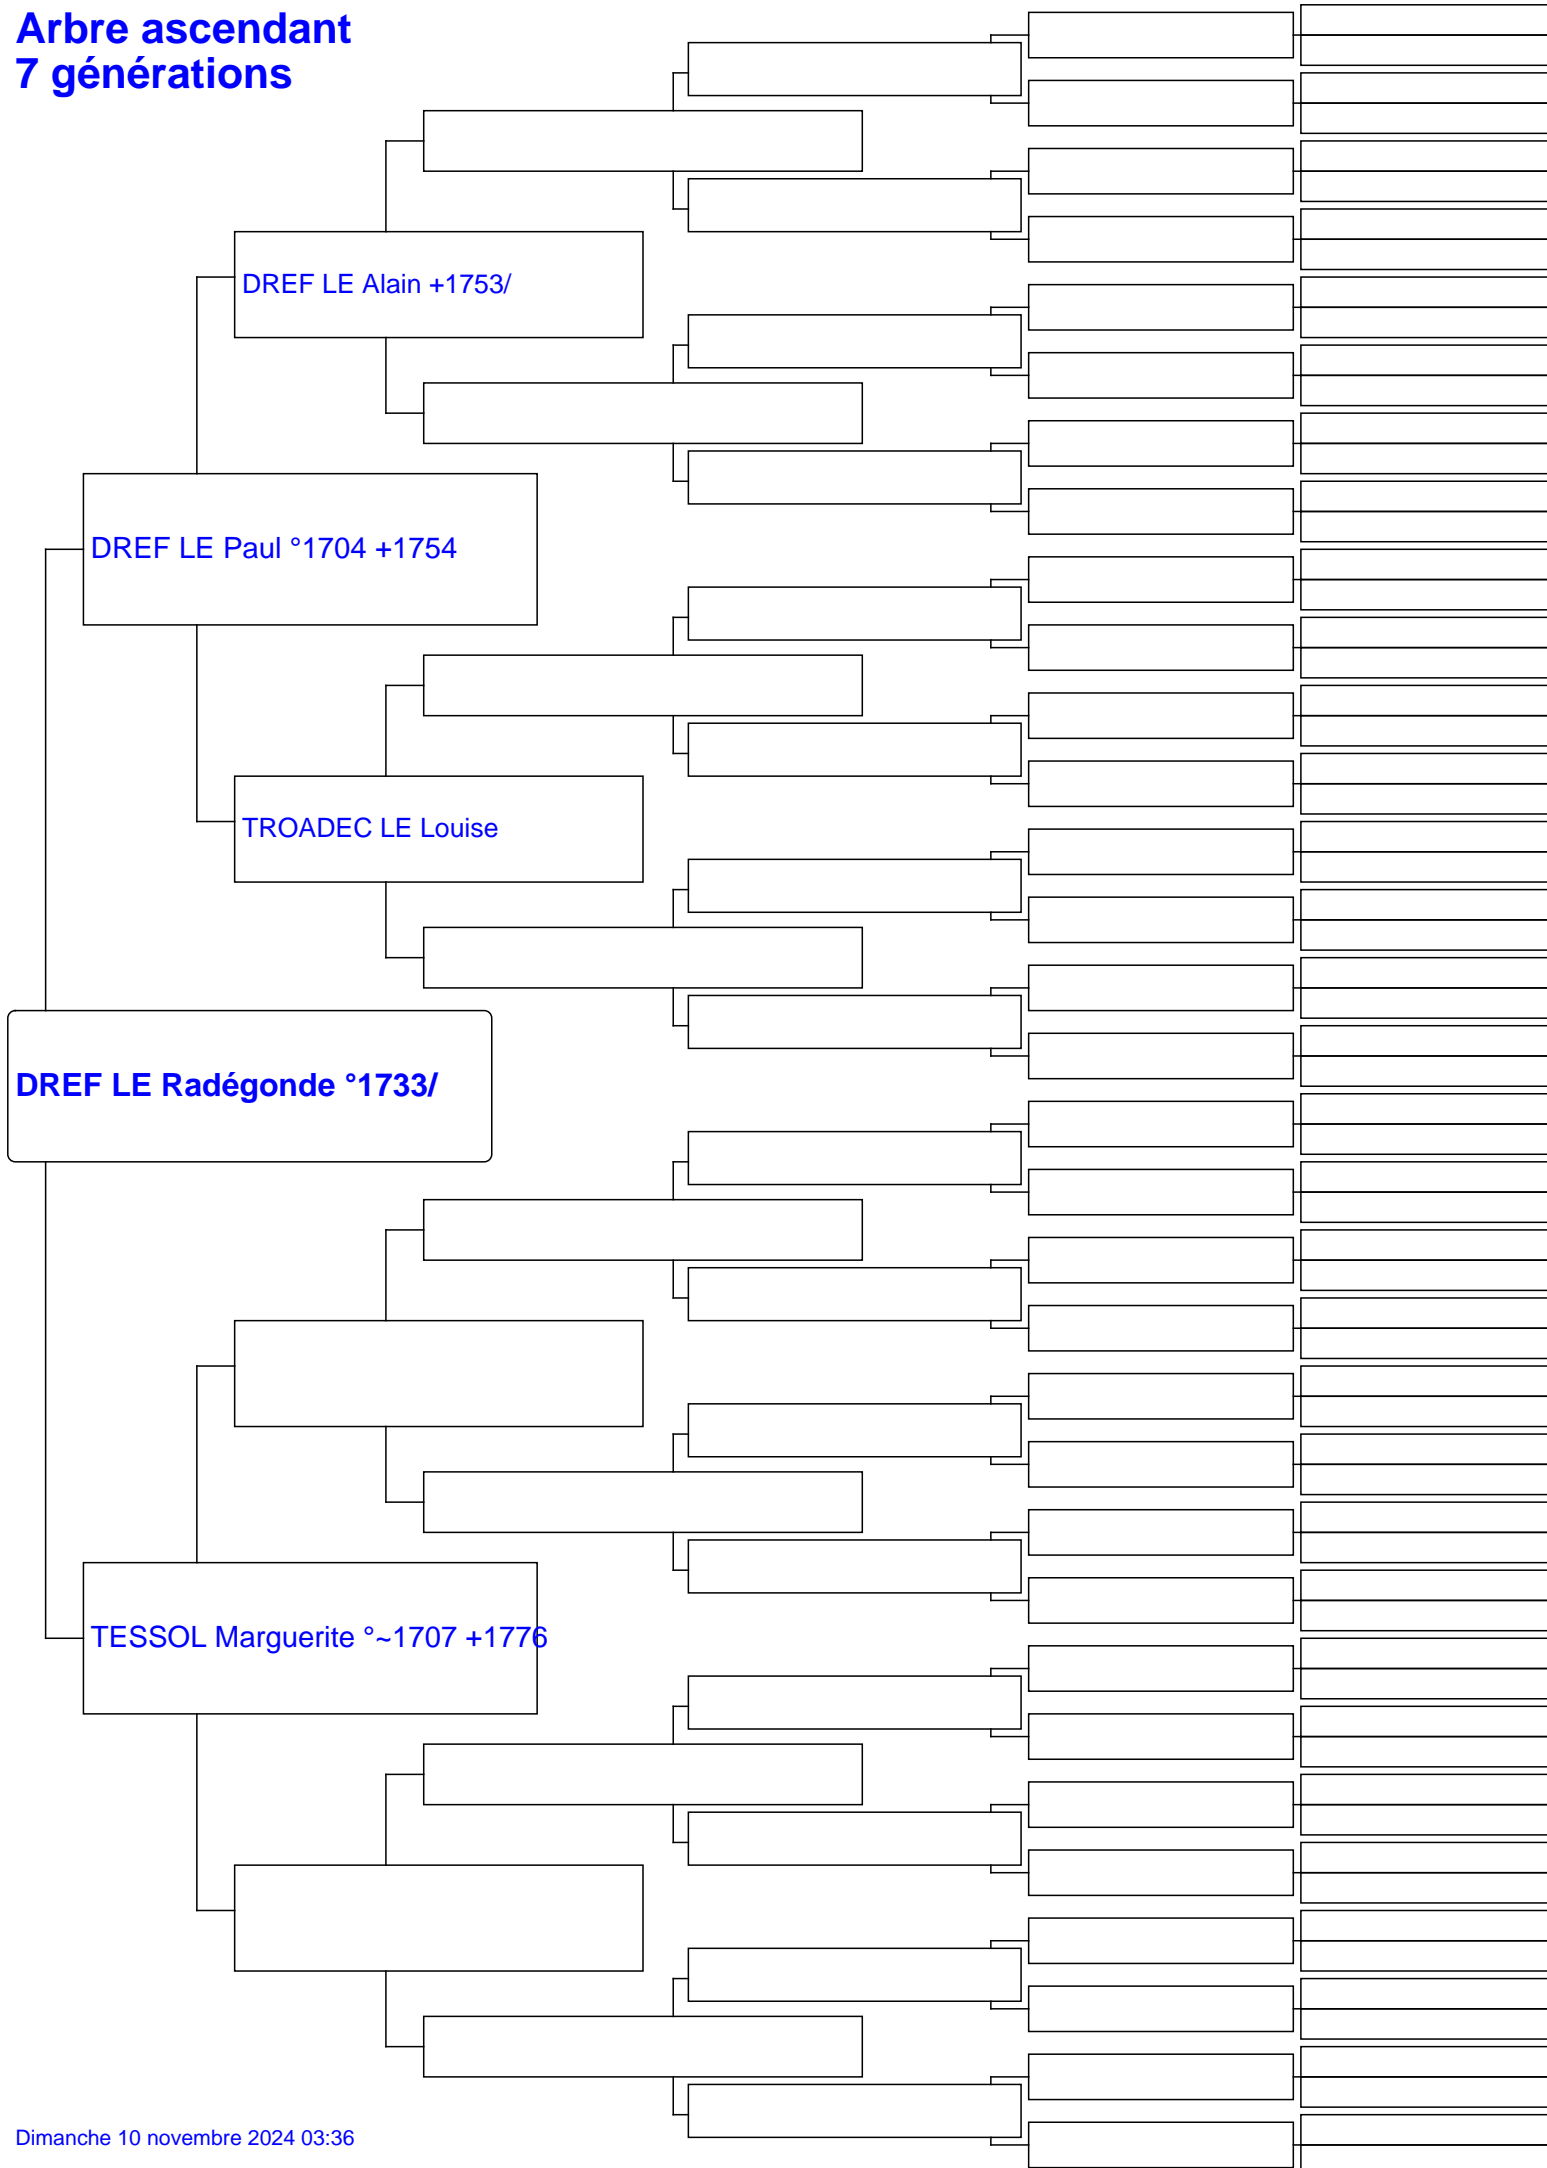 Arbre ascendant
7 générations
DREF LE Alain +1753/
DREF LE Paul °1704 +1754
TROADEC LE Louise
DREF LE Radégonde °1733/
TESSOL Marguerite °~1707 +1776
Dimanche 10 novembre 2024 03:36